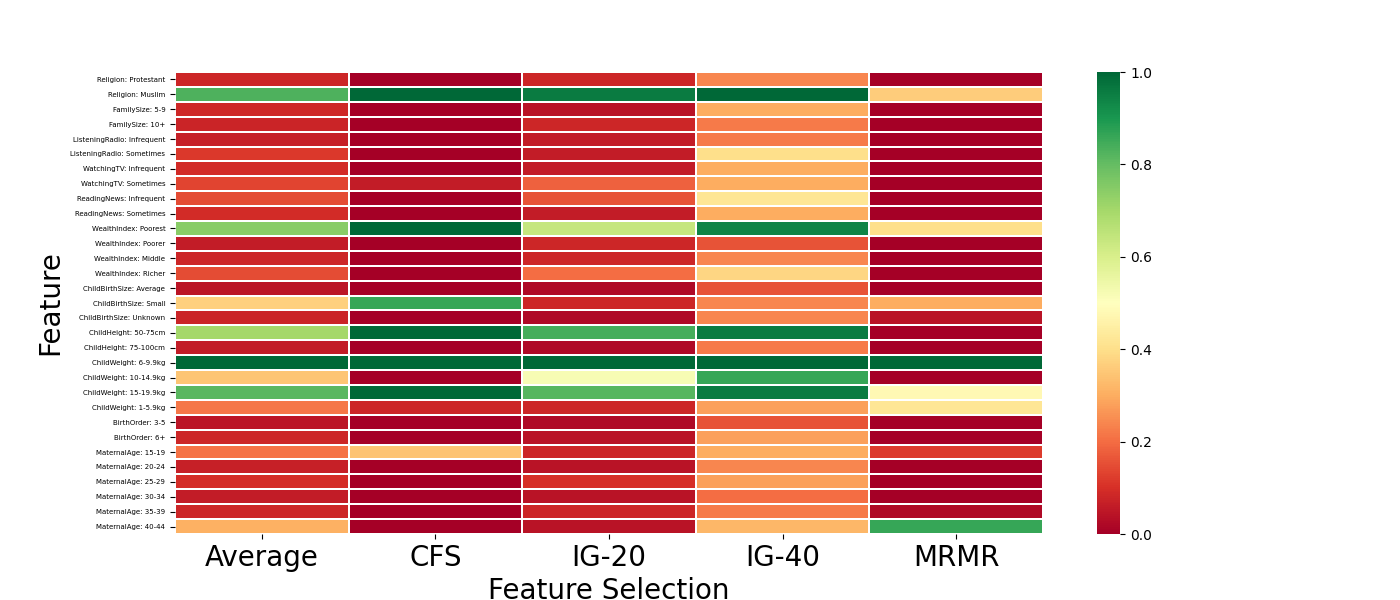 Religion: Protestant
Religion: Muslim
FamilySize: 5-9
FamilySize: 10+
ListeningRadio: Infrequent
ListeningRadio: Sometimes
WatchingTV: Infrequent
WatchingTV: Sometimes
ReadingNews: Infrequent
ReadingNews: Sometimes
WealthIndex: Poorest
WealthIndex: Poorer
WealthIndex: Middle
WealthIndex: Richer
ChildBirthSize: Average
ChildBirthSize: Small
ChildBirthSize: Unknown
ChildHeight: 50-75cm
ChildHeight: 75-100cm
ChildWeight: 6-9.9kg
ChildWeight: 10-14.9kg
ChildWeight: 15-19.9kg
ChildWeight: 1-5.9kg
BirthOrder: 3-5
BirthOrder: 6+
MaternalAge: 15-19
MaternalAge: 20-24
MaternalAge: 25-29
MaternalAge: 30-34
MaternalAge: 35-39
MaternalAge: 40-44
Feature
Average CFS IG-20 IG-40 MRMR
Feature Selection
1.0
0.8
0.6
0.4
0.2
0.0